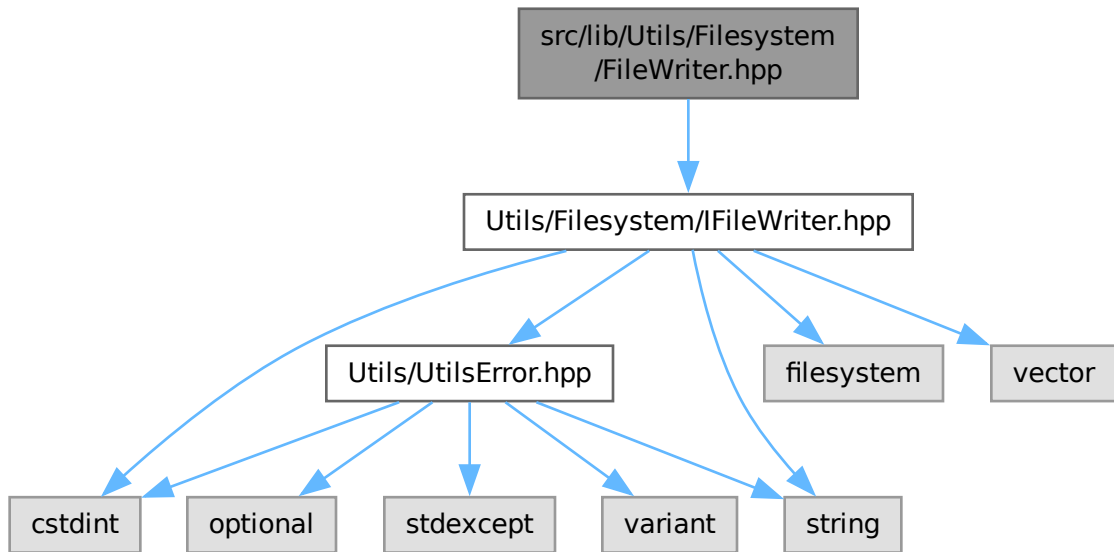 src/lib/Utils/Filesystem
/FileWriter.hpp
Utils/Filesystem/IFileWriter.hpp
Utils/UtilsError.hpp
filesystem
vector
cstdint
optional
stdexcept
variant
string